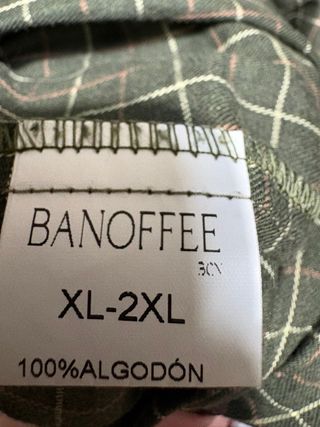 BANOFFEE
BCN
XL-2XL
100%ALGODÓN